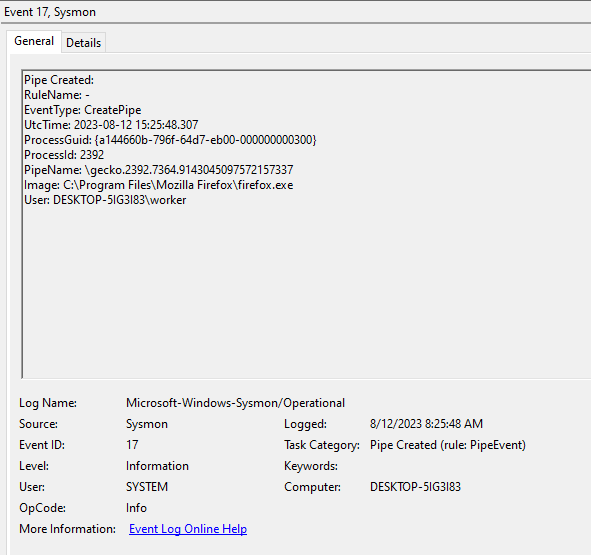 Event 17, Sysmon
General Details
Pipe Created:
RuleName: -
EventType: CreatePipe
UtcTime: 2023-08-12 15:25:48.307
ProcessGuid: {a144660b-796f-64d7-eb00-000000000300}
ProcessId: 2392
PipeName: \gecko.2392.7364.9143045097572157337
Image: C:\Program Files\Mozilla Firefox\firefox.exe
User: DESKTOP-5IG3I83\worker
Log Name: Microsoft-Windows-Sysmon/Operational
Source: Sysmon Logged: 8/12/2023 8:25:48 AM
Event ID: 17 Task Category: Pipe Created (rule: PipeEvent)
Level: Information Keywords:
User: SYSTEM Computer: DESKTOP-5IG3I83
OpCode: Info
More Information: Event Log Online Help